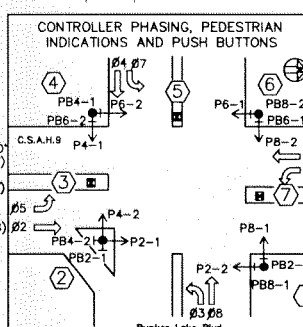 CONTROLLER PHASING, PEDESTRIAN
INDICATIONS AND PUSH BUTTONS
Ø4 Ø7
4
5
6
PB4-1
P6-2
P6-1
PB8-2
PB6-2
PB6-1
C.S.A.H.9
P4-1
P8-2
3
7
Ø5
P4-2
P8-1
Ø2
PB4-2
P2-1
PB2-1
P2-2
PB8-1
2
Ø3 Ø8